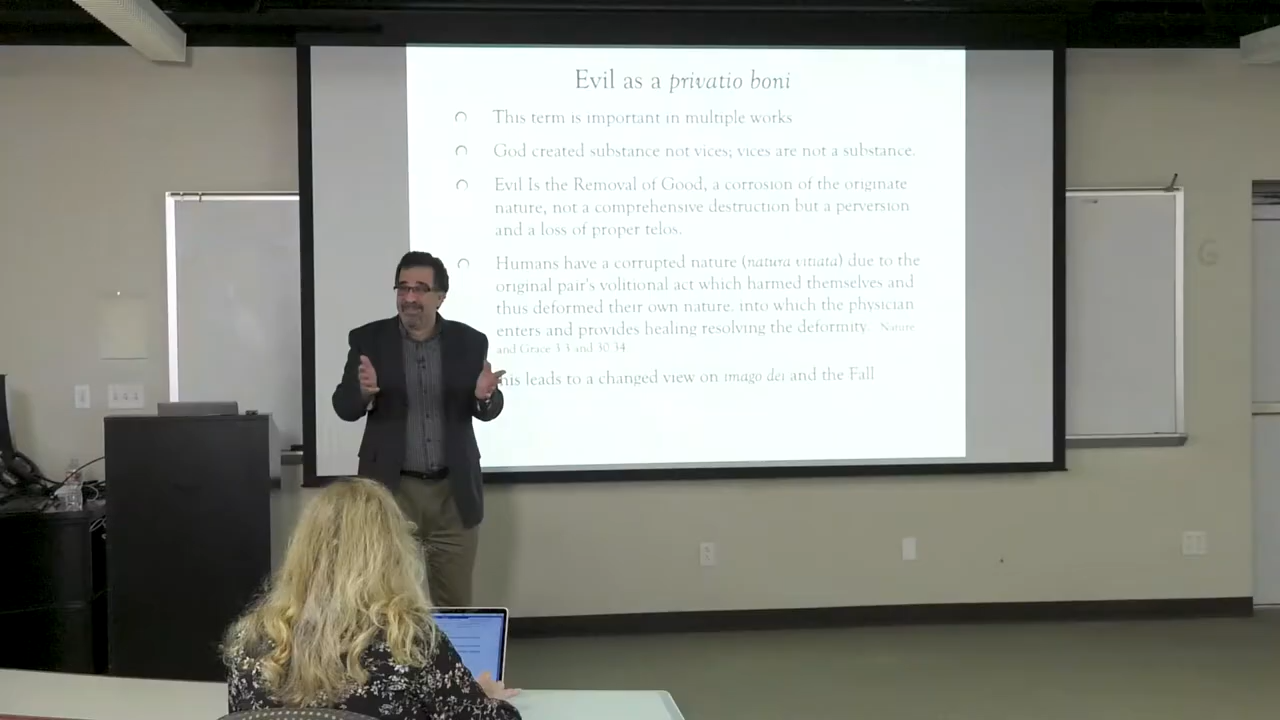 Evil as a privatio boni
This term is important in multiple works
God created substance not vices; vices are not a substance.
Evil Is the Removal of Good, a corrosion of the originate
nature, not a comprehensive destruction but a perversion
and a loss of proper telos.
Humans have a corrupted nature (natura vitiata) due to the
original pair's volitional act which harmed themselves and
thus deformed their own nature, into which the physician
enters and provides healing resolving the deformity. Nature
and Grace 3.3 and 30.34
his leads to a changed view on imago dei and the Fall